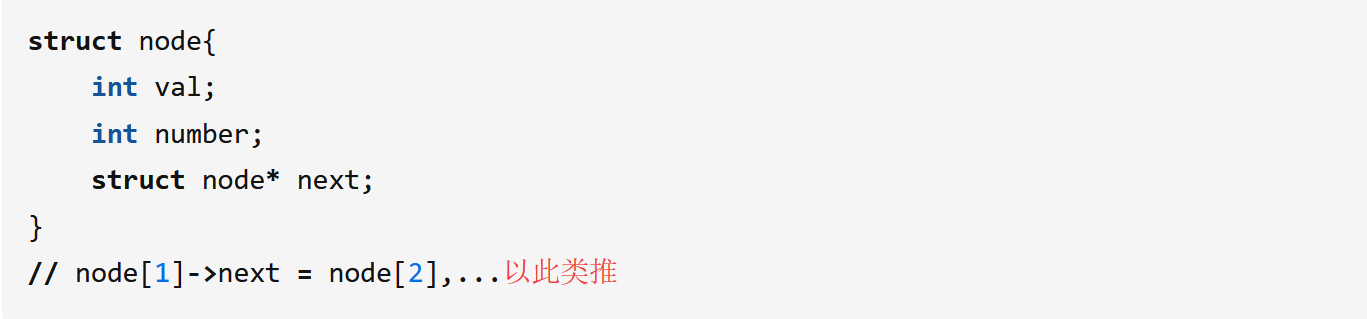 struct node{
    int val;
    int number;
    struct node* next;
}
// node[1]->next = node[2],...以此类推